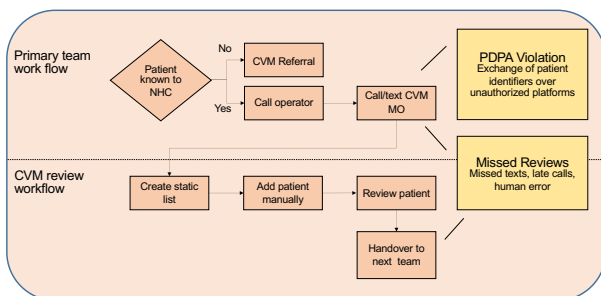 Primary team
work flow
Patient
known to
NHC
No
Yes
CVM Referral
Call operator
Call/text CVM
MO
PDPA Violation
Exchange of patient
identifiers over
unauthorized platforms
CVM review
workflow
Create static
list
Add patient
manually
Review patient
Handover to
next team
Missed Reviews
Missed texts, late calls,
human error